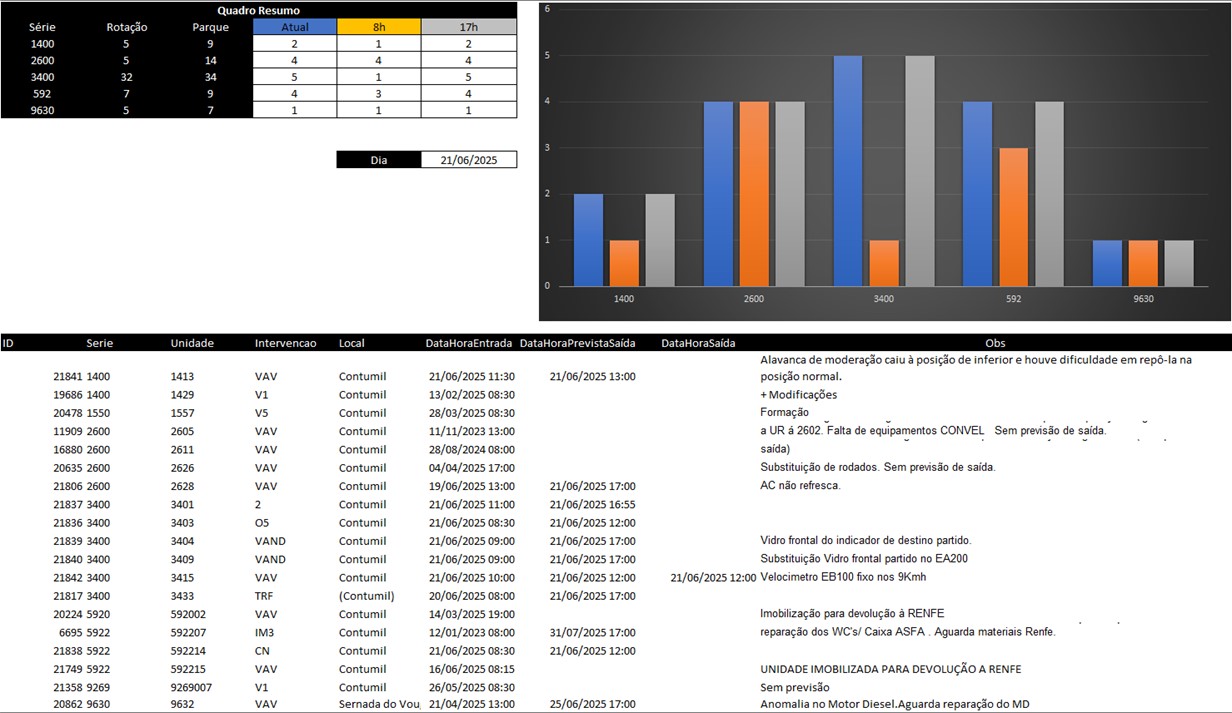 Quadro Resumo
Série Rotação Parque Atual 8h 17h
1400 5 9 2 1 2
2600 5 14 4 4 4
3400 32 34 5 1 5
592 7 9 4 3 4
9630 5 7 1 1 1
Dia 21/06/2025
6
5
4
3
2
1
0
1400 2600 3400 592 9630
ID Serie Unidade Intervencao Local DataHoraEntrada DataHoraPrevistaSaída DataHoraSaída Obs
Alavanca de moderação caiu à posição de inferior e houve dificuldade em repô-la na
21841 1400 1413 VAV Contumil 21/06/2025 11:30 21/06/2025 13:00 posição normal.
19686 1400 1429 V1 Contumil 13/02/2025 08:30 + Modificações
20478 1550 1557 V5 Contumil 28/03/2025 08:30 Formação
11909 2600 2605 VAV Contumil 11/11/2023 13:00 a UR á 2602. Falta de equipamentos CONVEL Sem previsão de saída.
16880 2600 2611 VAV Contumil 28/08/2024 08:00 saída)
20635 2600 2626 VAV Contumil 04/04/2025 17:00 Substituição de rodados. Sem previsão de saída.
21806 2600 2628 VAV Contumil 19/06/2025 13:00 21/06/2025 17:00 AC não refresca.
21837 3400 3401 2 Contumil 21/06/2025 11:00 21/06/2025 16:55
21836 3400 3403 O5 Contumil 21/06/2025 08:30 21/06/2025 12:00
21839 3400 3404 VAND Contumil 21/06/2025 09:00 21/06/2025 17:00 Vidro frontal do indicador de destino partido.
21840 3400 3409 VAND Contumil 21/06/2025 09:00 21/06/2025 17:00 Substituição Vidro frontal partido no EA200
21842 3400 3415 VAV Contumil 21/06/2025 10:00 21/06/2025 12:00 21/06/2025 12:00 Velocimetro EB100 fixo nos 9Kmh
21817 3400 3433 TRF (Contumil) 20/06/2025 08:00 21/06/2025 17:00
20224 5920 592002 VAV Contumil 14/03/2025 19:00 Imobilização para devolução á RENFE
6695 5922 592207 IM3 Contumil 12/01/2023 08:00 31/07/2025 17:00 reparação dos WC's/ Caixa ASFA . Aguarda materiais Renfe.
21838 5922 592214 CN Contumil 21/06/2025 08:30 21/06/2025 12:00
21749 5922 592215 VAV Contumil 16/06/2025 08:15 UNIDADE IMOBILIZADA PARA DEVOLUÇÃO A RENFE
21358 9269 9269007 V1 Contumil 26/05/2025 08:30 Sem previsão
20862 9630 9632 VAV Sernada do Vou 21/04/2025 13:00 25/06/2025 17:00 Anomalia no Motor Diesel.Aguarda reparação do MD